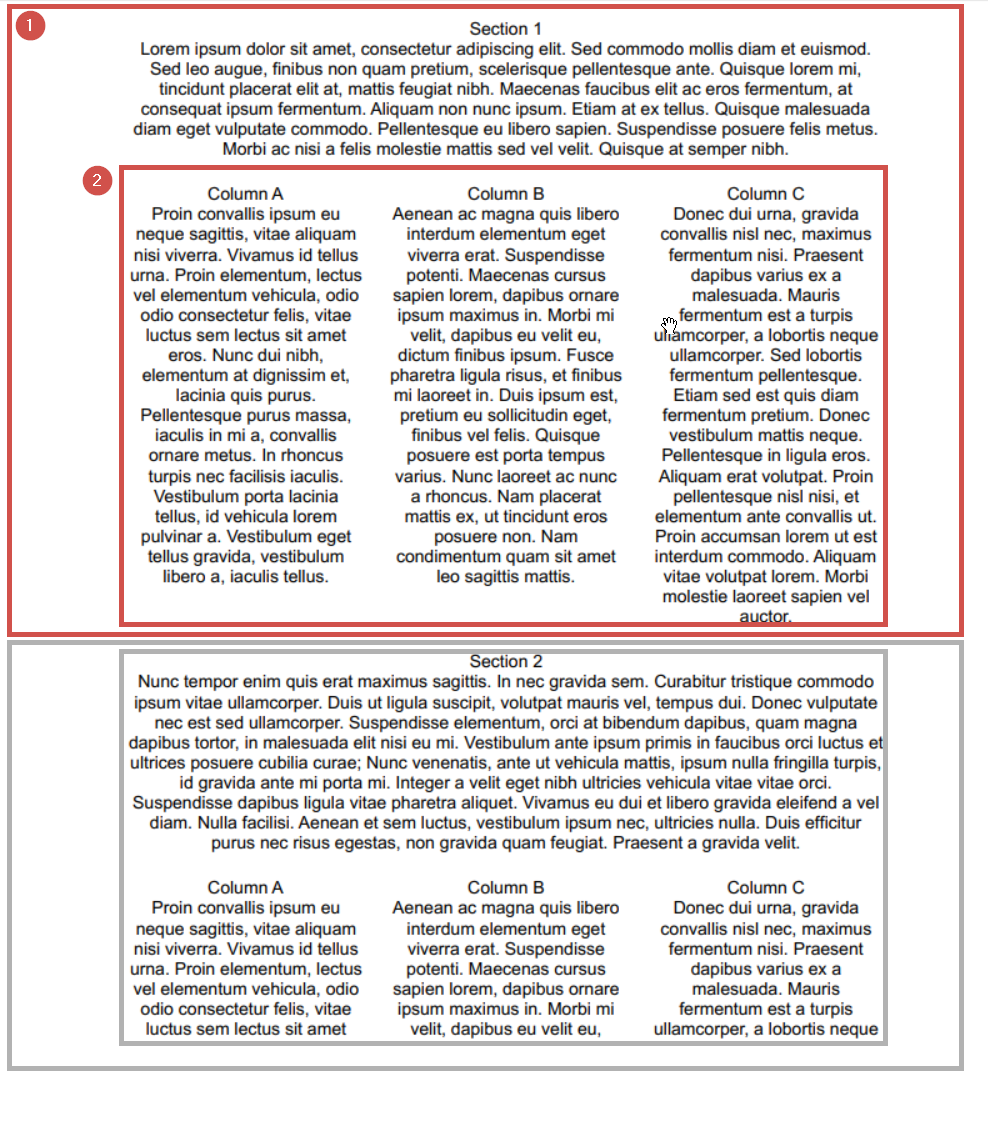 1
Section 1
Lorem ipsum dolor sit amet, consectetur adipiscing elit. Sed commodo mollis diam et euismod.
Sed leo augue, finibus non quam pretium, scelerisque pellentesque ante. Quisque lorem mi,
tincidunt placerat elit at, mattis feugiat nibh. Maecenas faucibus elit ac eros fermentum, at
consequat ipsum fermentum. Aliquam non nunc ipsum. Etiam at ex tellus. Quisque malesuada
diam eget vulputate commodo. Pellentesque eu libero sapien. Suspendisse posuere felis metus.
Morbi ac nisi a felis molestie mattis sed vel velit. Quisque at semper nibh.
2
Column A
Proin convallis ipsum eu
neque sagittis, vitae aliquam
nisi viverra. Vivamus id tellus
urna. Proin elementum, lectus
vel elementum vehicula, odio
odio consectetur felis, vitae
luctus sem lectus sit amet
eros. Nunc dui nibh,
elementum at dignissim et,
lacinia quis purus.
Pellentesque purus massa,
iaculis in mi a, convallis
ornare metus. In rhoncus
turpis nec facilisis iaculis.
Vestibulum porta lacinia
tellus, id vehicula lorem
pulvinar a. Vestibulum eget
tellus gravida, vestibulum
libero a, iaculis tellus.
Column B
Aenean ac magna quis libero
interdum elementum eget
viverra erat. Suspendisse
potenti. Maecenas cursus
sapien lorem, dapibus ornare
ipsum maximus in. Morbi mi
velit, dapibus eu velit eu,
dictum finibus ipsum. Fusce
pharetra ligula risus, et finibus
mi laoreet in. Duis ipsum est,
pretium eu sollicitudin eget,
finibus vel felis. Quisque
posuere est porta tempus
varius. Nunc laoreet ac nunc
a rhoncus. Nam placerat
mattis ex, ut tincidunt eros
posuere non. Nam
condimentum quam sit amet
leo sagittis mattis.
Column C
Donec dui urna, gravida
convallis nisl nec, maximus
fermentum nisi. Praesent
dapibus varius ex a
malesuada. Mauris
fermentum est a turpis
ullamcorper, a lobortis neque
ullamcorper. Sed lobortis
fermentum pellentesque.
Etiam sed est quis diam
fermentum pretium. Donec
vestibulum mattis neque.
Pellentesque in ligula eros.
Aliquam erat volutpat. Proin
pellentesque nisl nisi, et
elementum ante convallis ut.
Proin accumsan lorem ut est
interdum commodo. Aliquam
vitae volutpat lorem. Morbi
molestie laoreet sapien vel
auctor.
Section 2
Nunc tempor enim quis erat maximus sagittis. In nec gravida sem. Curabitur tristique commodo
ipsum vitae ullamcorper. Duis ut ligula suscipit, volutpat mauris vel, tempus dui. Donec vulputate
nec est sed ullamcorper. Suspendisse elementum, orci at bibendum dapibus, quam magna
dapibus tortor, in malesuada elit nisi eu mi. Vestibulum ante ipsum primis in faucibus orci luctus et
ultrices posuere cubilia curae; Nunc venenatis, ante ut vehicula mattis, ipsum nulla fringilla turpis,
id gravida ante mi porta mi. Integer a velit eget nibh ultricies vehicula vitae vitae orci.
Suspendisse dapibus ligula vitae pharetra aliquet. Vivamus eu dui et libero gravida eleifend a vel
diam. Nulla facilisi. Aenean et sem luctus, vestibulum ipsum nec, ultricies nulla. Duis efficitur
purus nec risus egestas, non gravida quam feugiat. Praesent a gravida velit.
Column A
Proin convallis ipsum eu
neque sagittis, vitae aliquam
nisi viverra. Vivamus id tellus
urna. Proin elementum, lectus
vel elementum vehicula, odio
odio consectetur felis, vitae
luctus sem lectus sit amet
Column B
Aenean ac magna quis libero
interdum elementum eget
viverra erat. Suspendisse
potenti. Maecenas cursus
sapien lorem, dapibus ornare
ipsum maximus in. Morbi mi
velit, dapibus eu velit eu,
Column C
Donec dui urna, gravida
convallis nisl nec, maximus
fermentum nisi. Praesent
dapibus varius ex a
malesuada. Mauris
fermentum est a turpis
ullamcorper, a lobortis neque